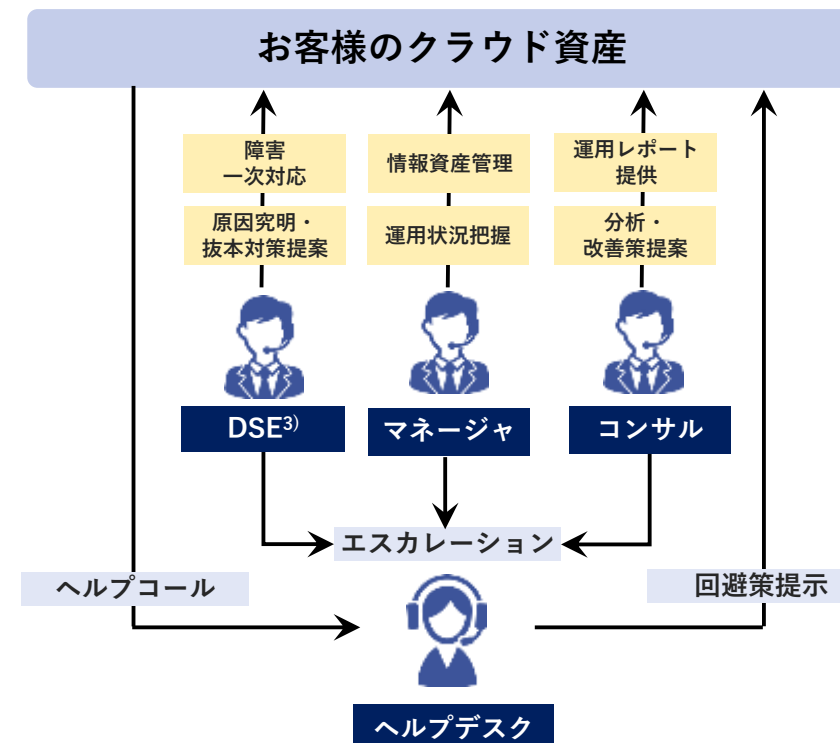 お客様のクラウド資産
障害
一次対応
情報資産管理
運用レポート
提供
原因究明・
抜本対策提案
運用状況把握
分析・
改善策提案
DSE3)
マネージャ
コンサル
エスカレーション
ヘルプコール
回避策提示
ヘルプデスク